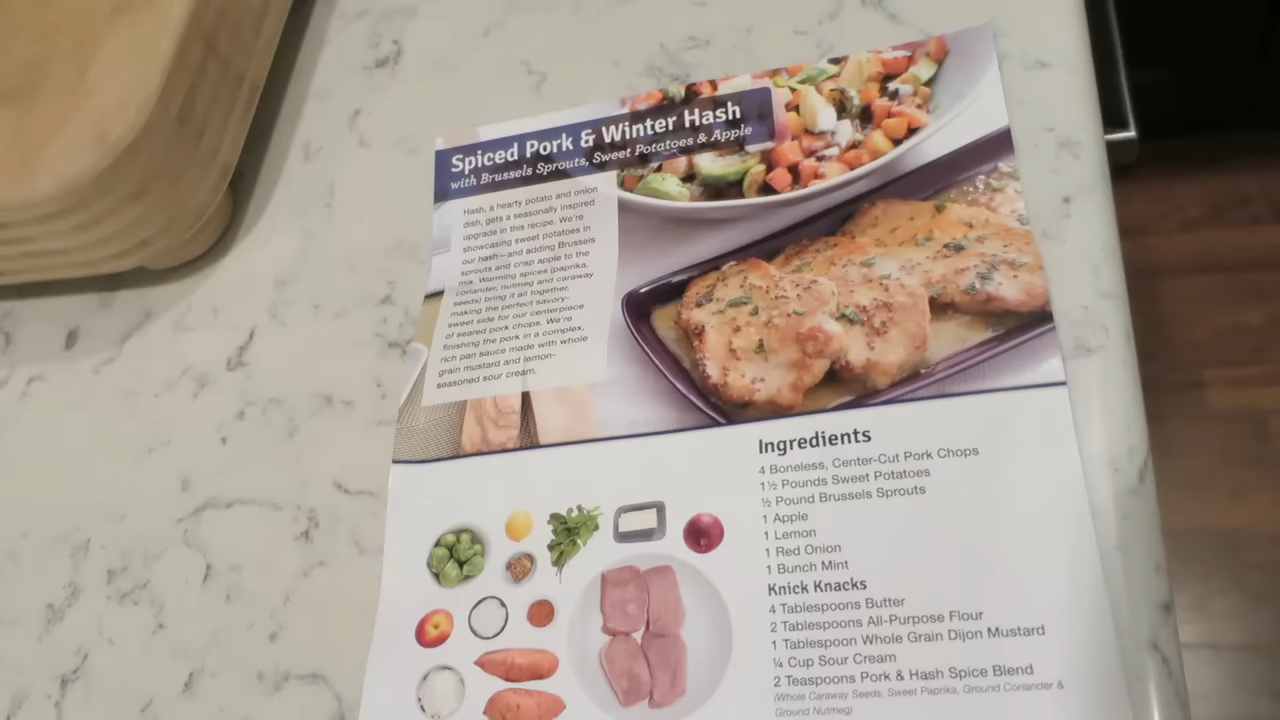 Spiced Pork & Winter Hash
with Brussels Sprouts, Sweet Potatoes & Apple
Hash, a hearty potato and onion
dish, gets a seasonally inspired
upgrade in this recipe. We're
showcasing sweet potatoes in
our hash—and adding Brussels
sprouts and crisp apple to the
mix. Warming spices (paprika,
coriander, nutmeg and caraway
seeds) bring it all together,
making the perfect savory-
sweet side for our centerpiece
of seared pork chops. We're
finishing the pork in a complex,
rich pan sauce made with whole
grain mustard and lemon-
seasoned sour cream.
Ingredients
4 Boneless, Center-Cut Pork Chops
1½ Pounds Sweet Potatoes
½ Pound Brussels Sprouts
1 Apple
1 Lemon
1 Red Onion
1 Bunch Mint
Knick Knacks
4 Tablespoons Butter
2 Tablespoons All-Purpose Flour
1 Tablespoon Whole Grain Dijon Mustard
¼ Cup Sour Cream
2 Teaspoons Pork & Hash Spice Blend
(Whole Caraway Seeds, Sweet Paprika, Ground Coriander &
Ground Nutmeg)